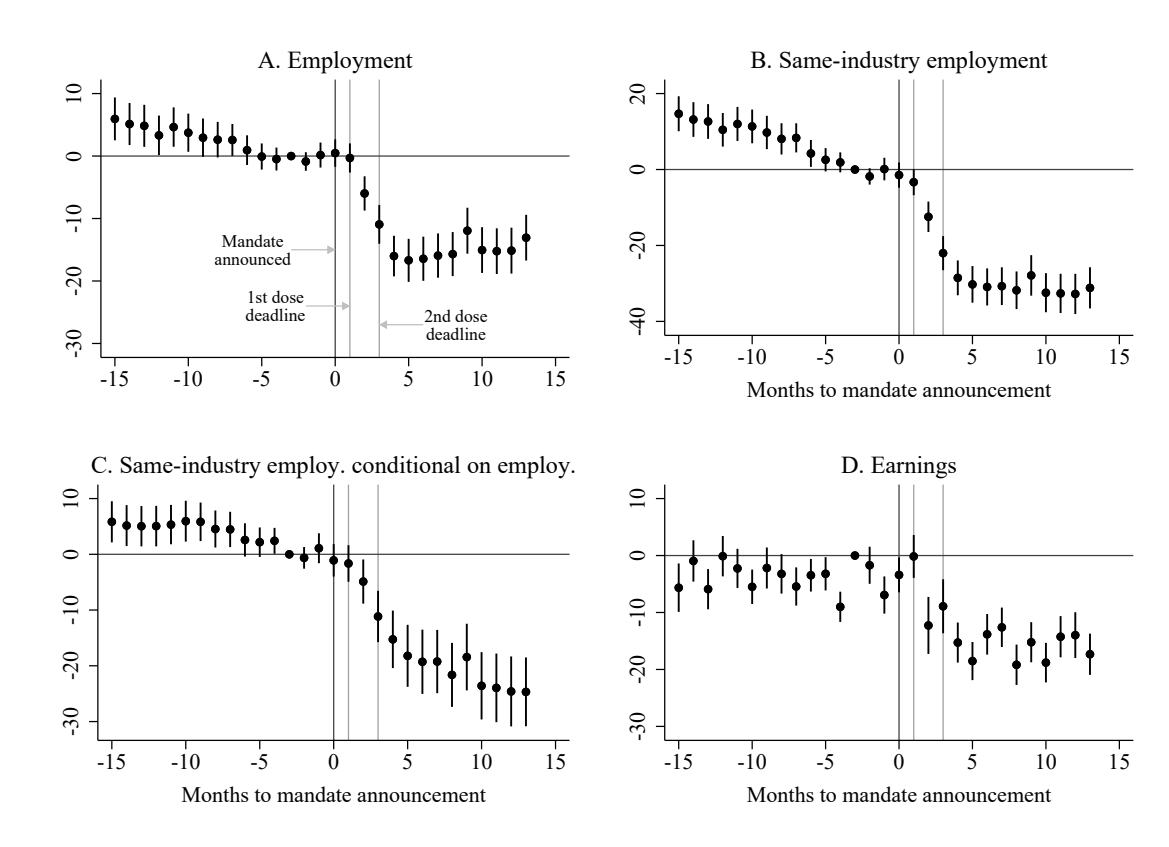 A. Employment
10
0
-10
-20
-30
Mandate
announced
1st dose
deadline
2nd dose
deadline
-15 -10 -5 0 5 10 15
B. Same-industry employment
20
0
-20
-40
-15 -10 -5 0 5 10 15
Months to mandate announcement
C. Same-industry employ. conditional on employ.
10
0
-10
-20
-30
-15 -10 -5 0 5 10 15
Months to mandate announcement
D. Earnings
10
0
-10
-20
-30
-15 -10 -5 0 5 10 15
Months to mandate announcement